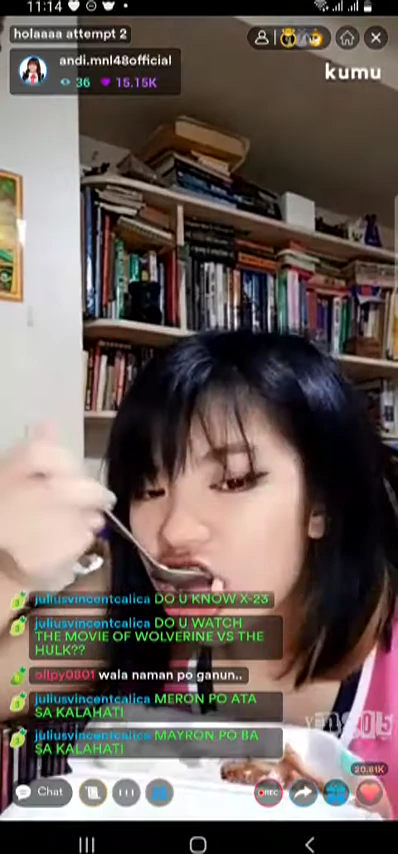 11:14
holaaaa attempt 2
andi.mnl48official
36 15.15K
kumu
juliusvincentcalica DO U KNOW X-23
juliusvincentcalica DO U WATCH
THE MOVIE OF WOLVERINE VS THE
HULK??
ollpy0801 wala naman po ganun..
juliusvincentcalica MERON PO ATA
SA KALAHATI
juliusvincentcalica MAYRON PO BA
SA KALAHATI
20.81K
Chat
REC